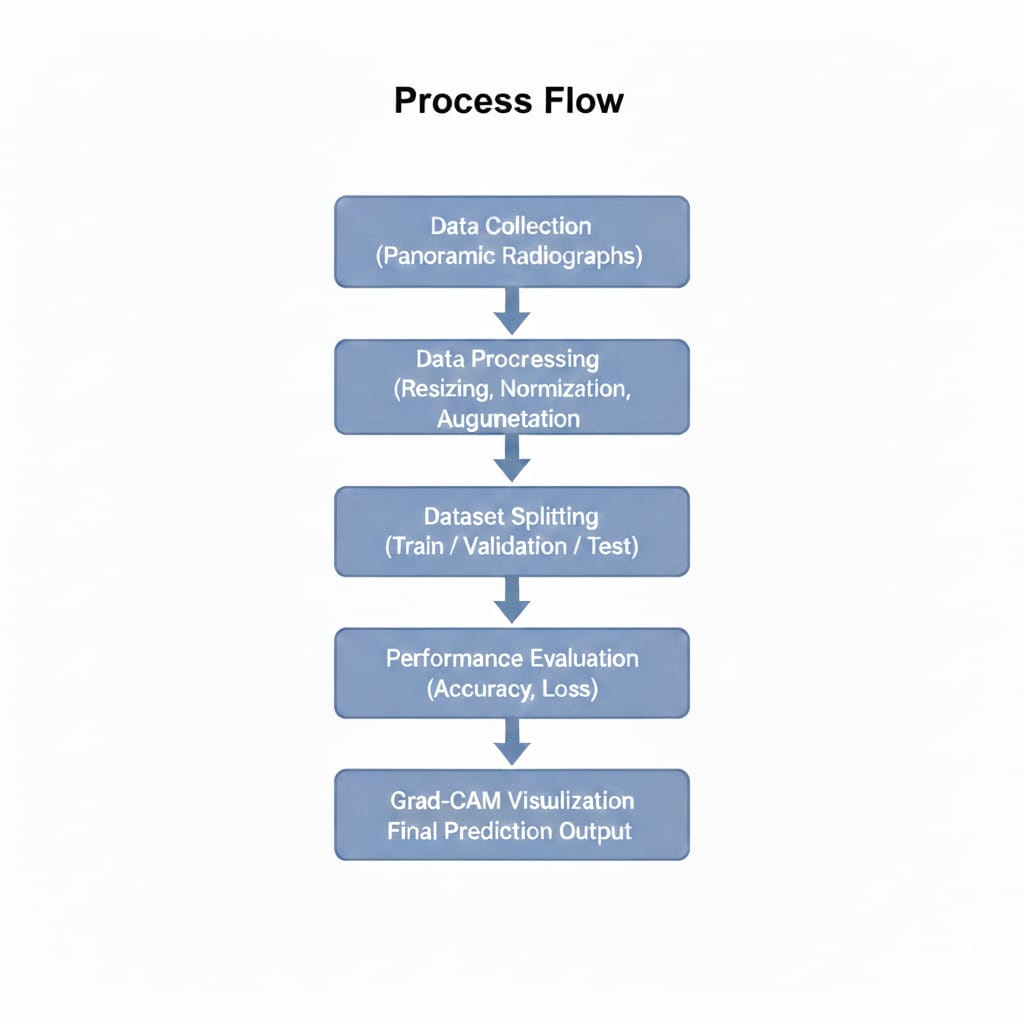 Process Flow
Data Collection
(Panoramic Radiographs)
Data Procressing
(Resizing, Normization,
Augunetation
Dataset Splitting
(Train / Validation / Test)
Performance Evaluation
(Accuracy, Loss)
Grad-CAM Visulization
Final Prediction Output